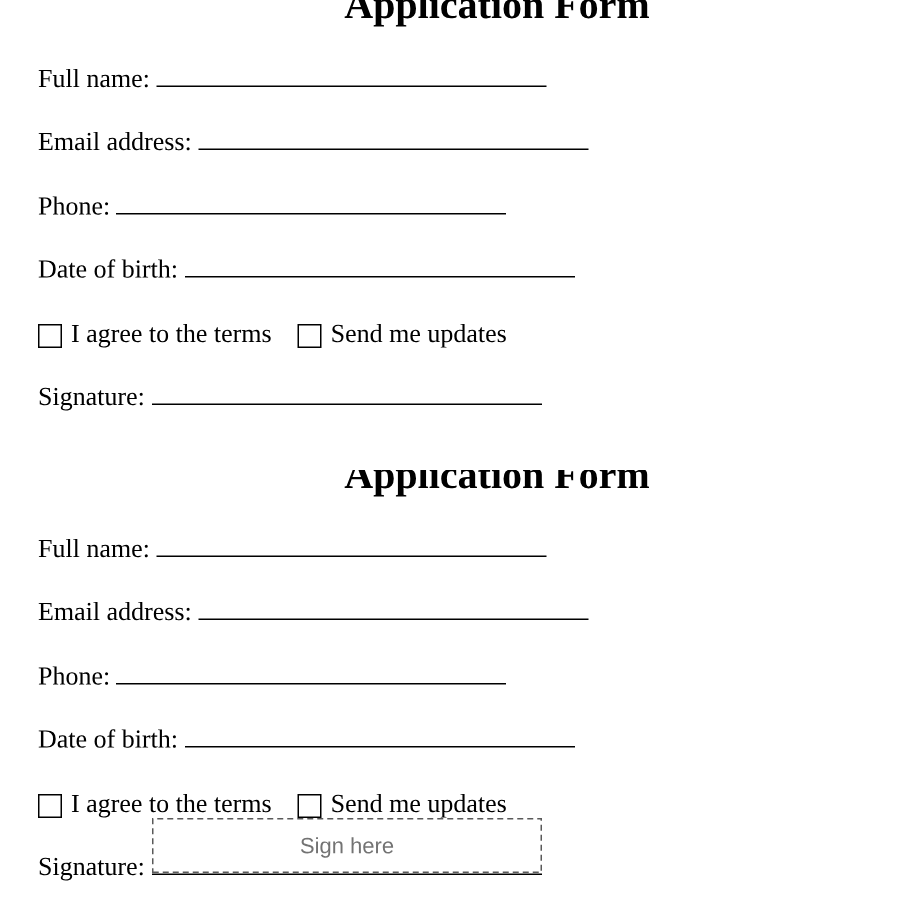 Application Form
Full name:
Email address:
Phone:
Date of birth:
I agree to the terms Send me updates
Signature:
Application Form
Full name:
Email address:
Phone:
Date of birth:
I agree to the terms Send me updates
Sign here
Signature: